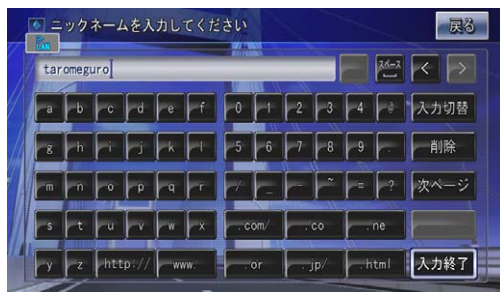 ニックネームを入力してください 戻る
LAN
taromeguro スペース < >
a b c d e f 0 1 2 3 4 @ 入力切替
g h i j k l 5 6 7 8 9 . 削除
m n o p q r / _ - ~ = ? 次ページ
s t u v w x .com/ .co .ne
y z http:// www. .or .jp/ .html 入力終了